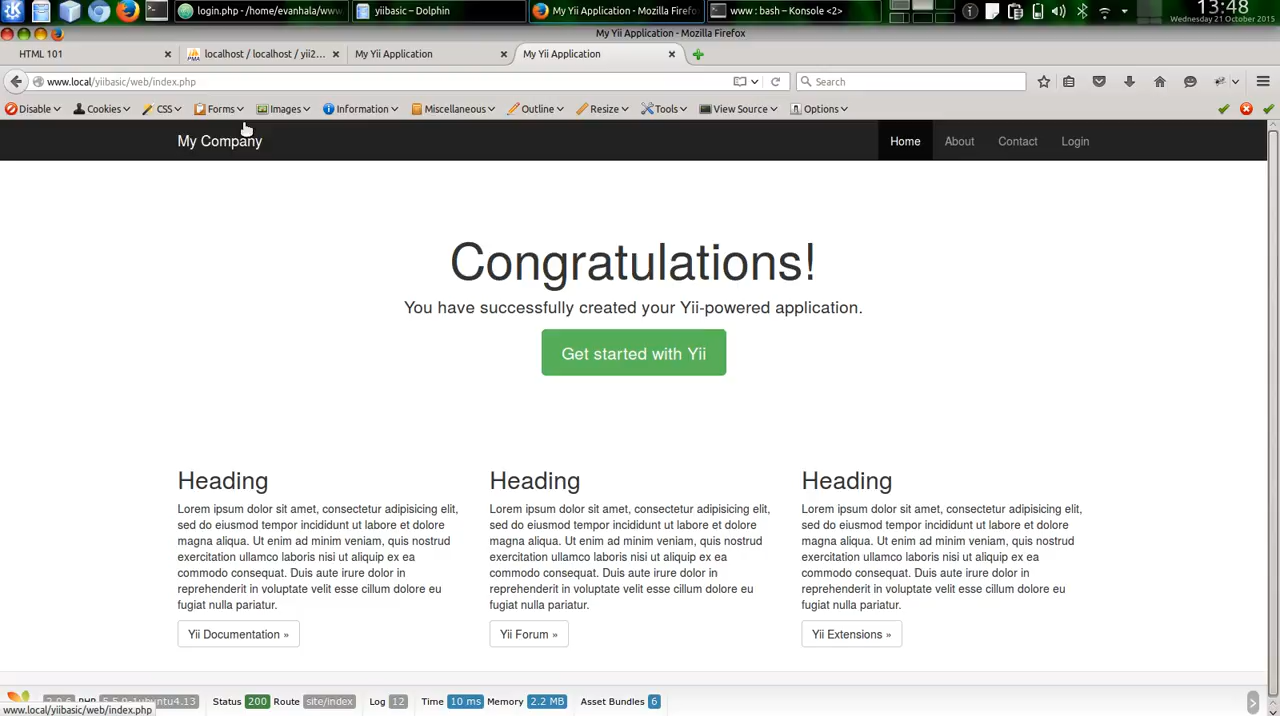 login.php - /home/evanhala/www
yiibasic – Dolphin
My Yii Application - Mozilla Firefox
www : bash – Konsole <2>
13:48
Wednesday 21 October 2015
My Yii Application - Mozilla Firefox
HTML 101
localhost / localhost / yii2...
My Yii Application
My Yii Application
www.local/yiibasic/web/index.php
Search
Disable
Cookies
CSS
Forms
Images
Information
Miscellaneous
Outline
Resize
Tools
View Source
Options
My Company
Home
About
Contact
Login
Congratulations!
You have successfully created your Yii-powered application.
Get started with Yii
Heading
Lorem ipsum dolor sit amet, consectetur adipisicing elit,
sed do eiusmod tempor incididunt ut labore et dolore
magna aliqua. Ut enim ad minim veniam, quis nostrud
exercitation ullamco laboris nisi ut aliquip ex ea
commodo consequat. Duis aute irure dolor in
reprehenderit in voluptate velit esse cillum dolore eu
fugiat nulla pariatur.
Yii Documentation »
Heading
Lorem ipsum dolor sit amet, consectetur adipisicing elit,
sed do eiusmod tempor incididunt ut labore et dolore
magna aliqua. Ut enim ad minim veniam, quis nostrud
exercitation ullamco laboris nisi ut aliquip ex ea
commodo consequat. Duis aute irure dolor in
reprehenderit in voluptate velit esse cillum dolore eu
fugiat nulla pariatur.
Yii Forum »
Heading
Lorem ipsum dolor sit amet, consectetur adipisicing elit,
sed do eiusmod tempor incididunt ut labore et dolore
magna aliqua. Ut enim ad minim veniam, quis nostrud
exercitation ullamco laboris nisi ut aliquip ex ea
commodo consequat. Duis aute irure dolor in
reprehenderit in voluptate velit esse cillum dolore eu
fugiat nulla pariatur.
Yii Extensions »
Status 200 Route site/index Log 12 Time 10 ms Memory 2.2 MB Asset Bundles 6
www.local/yiibasic/web/index.php